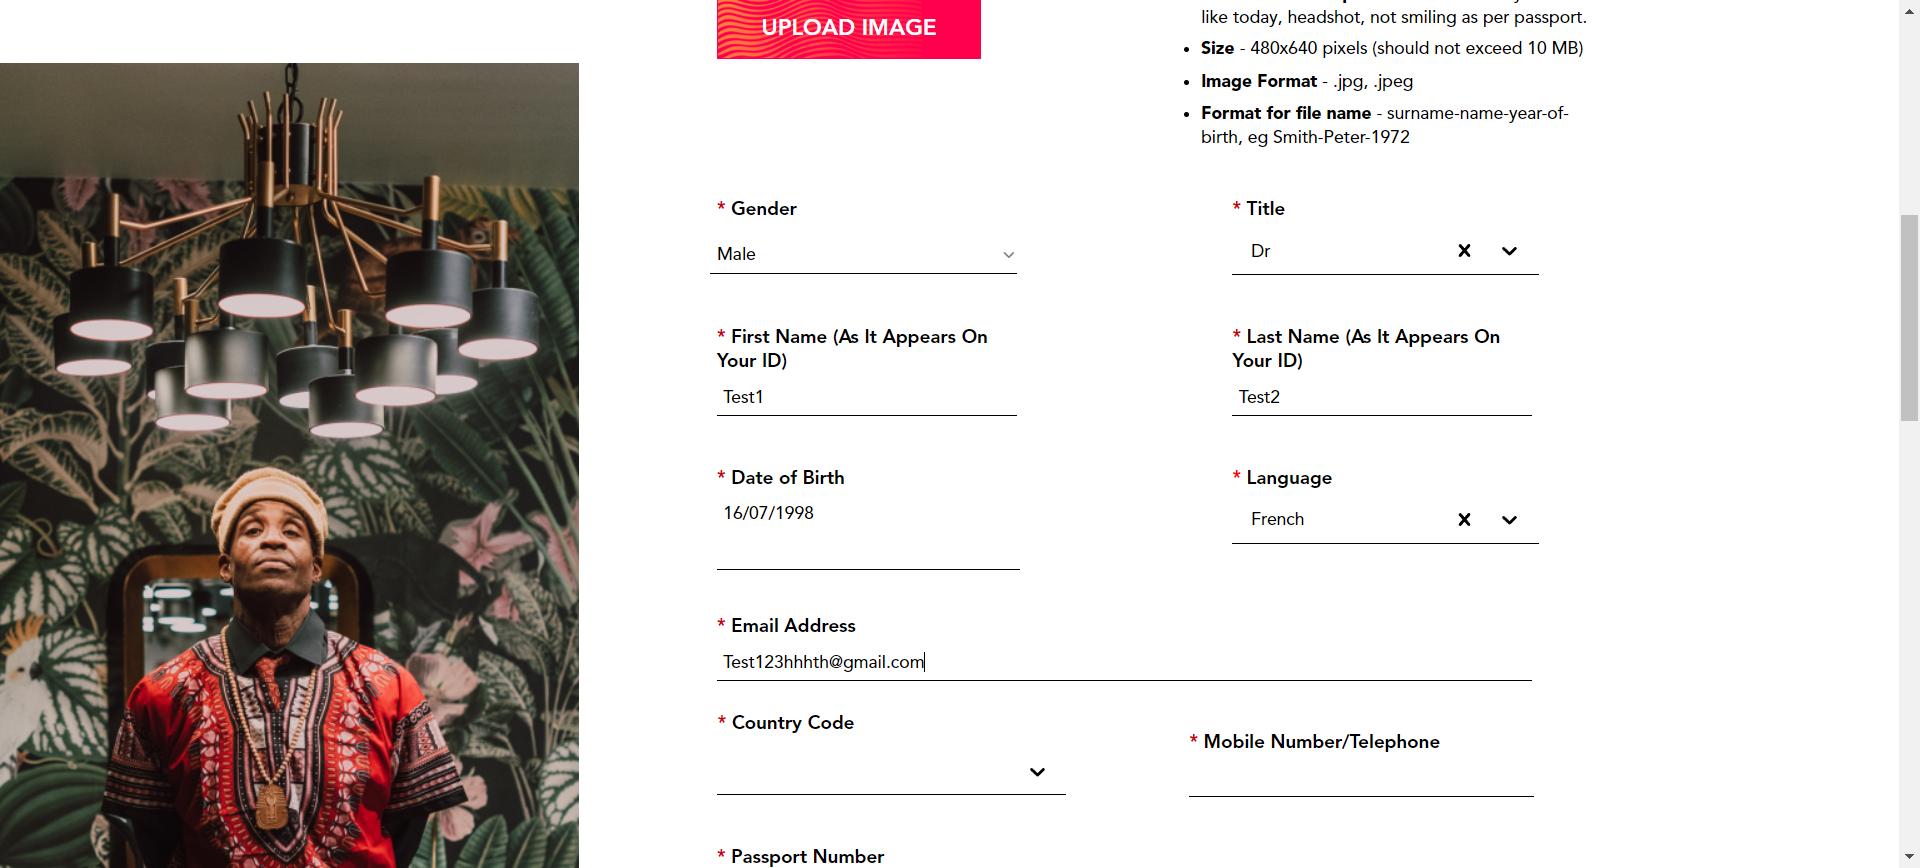 UPLOAD IMAGE
like today, headshot, not smiling as per passport.
• Size - 480x640 pixels (should not exceed 10 MB)
• Image Format - .jpg, .jpeg
• Format for file name - surname-name-year-of-
birth, eg Smith-Peter-1972
* Gender
Male
* Title
Dr
* First Name (As It Appears On
Your ID)
Test1
* Last Name (As It Appears On
Your ID)
Test2
* Date of Birth
16/07/1998
* Language
French
* Email Address
Test123hhhth@gmail.com
* Country Code
* Mobile Number/Telephone
* Passport Number